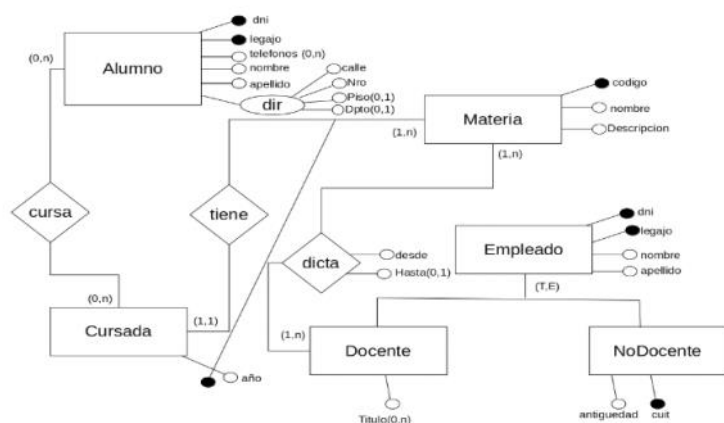 dni
legajo
telefonos (0,n)
nombre
apellido
Alumno
(0,n)
dir
calle
Nro
Piso(0,1)
Dpto(0,1)
Materia
codigo
nombre
Descripcion
(1,n)
(1,n)
cursa
tiene
dicta
desde
Hasta(0,1)
Empleado
dni
legajo
nombre
apellido
(T,E)
(0,n)
Cursada
(1,1)
año
(1,n)
Docente
Titulo(0,n)
NoDocente
antiguedad
cuit